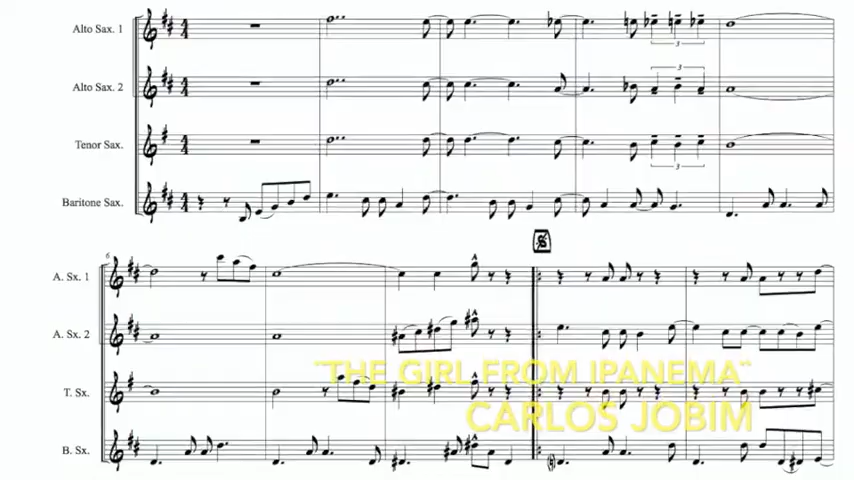 Alto Sax. 1
Alto Sax. 2
Tenor Sax.
Baritone Sax.
3
3
3
6
A. Sx. 1
A. Sx. 2
T. Sx.
B. Sx.
"THE GIRL FROM IPANEMA"
CARLOS JOBIM